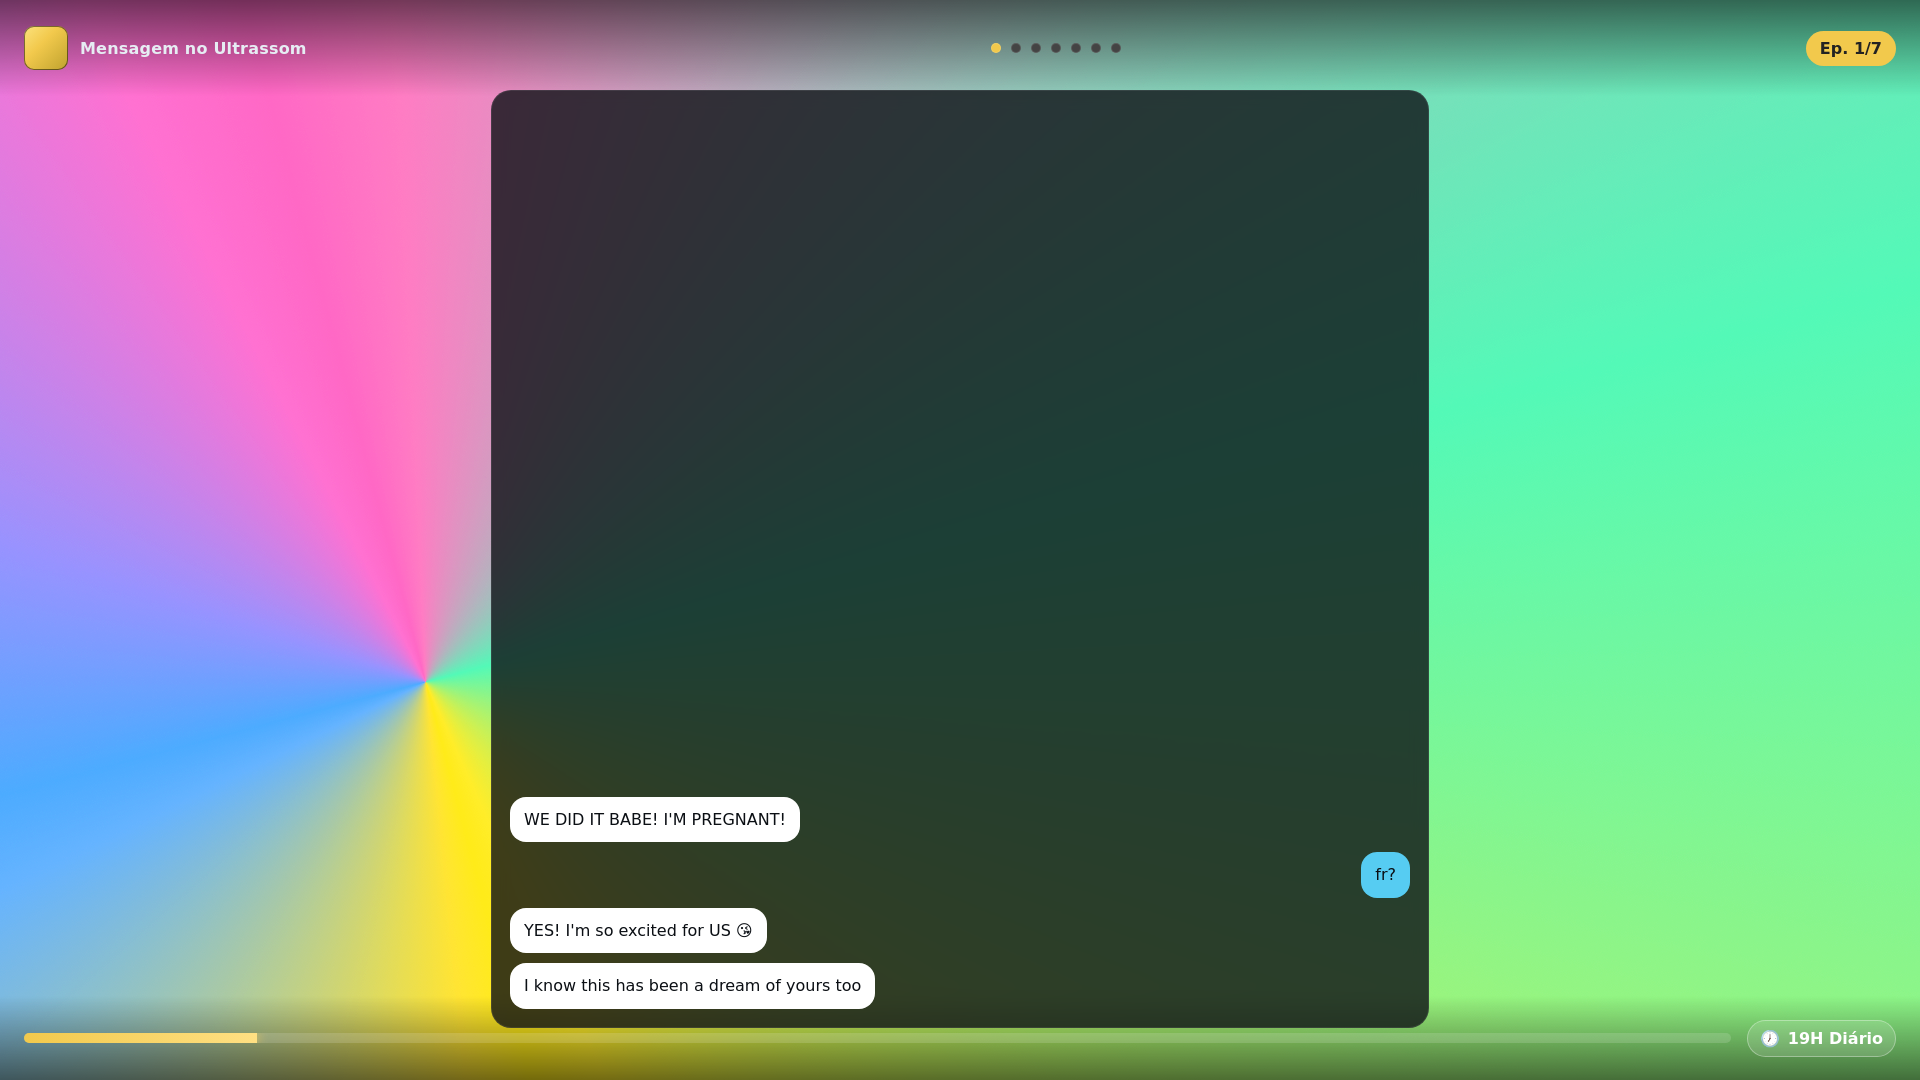 Mensagem no Ultrassom
Ep. 1/7
WE DID IT BABE! I'M PREGNANT!
fr?
YES! I'm so excited for US 😘
I know this has been a dream of yours too
🕖 19H Diário